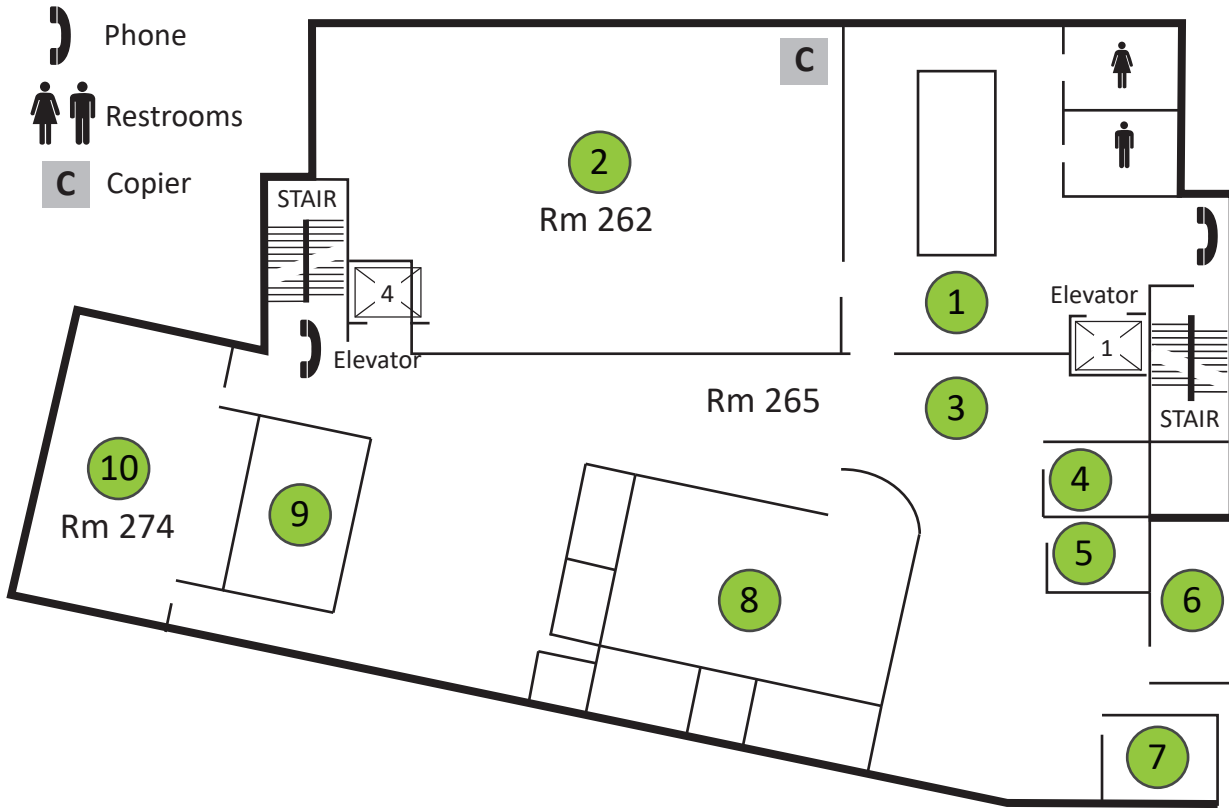 Phone
Restrooms
C Copier
C
STAIR
2
Rm 262
4
Elevator
1
Elevator
1
STAIR
Rm 265
3
10
Rm 274
9
4
5
6
8
7